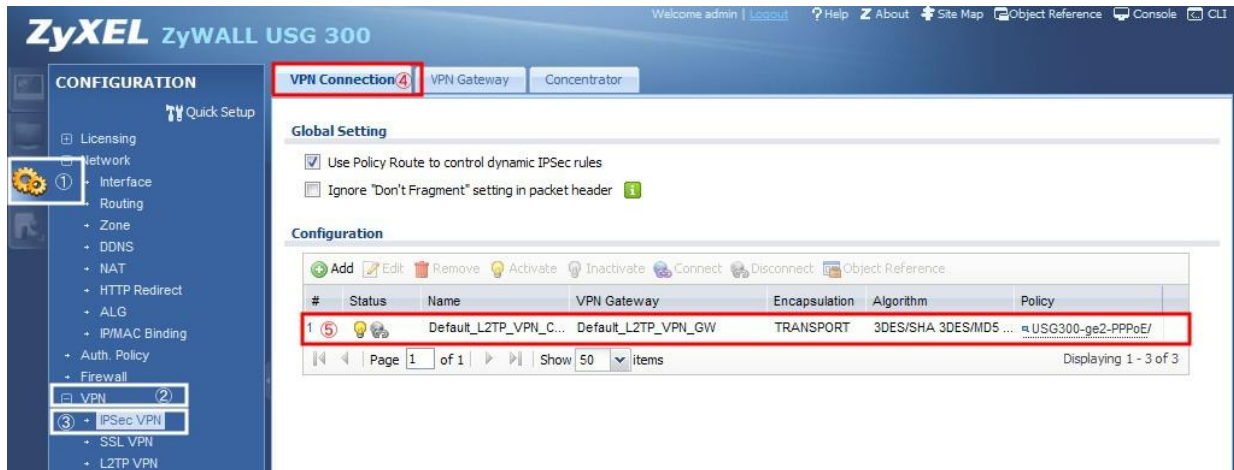 Welcome admin | Logout ?Help Z About Site Map Object Reference Console CLI
ZyXEL ZyWALL USG 300
CONFIGURATION
Quick Setup
Licensing
Network
①
Interface
Routing
Zone
DDNS
NAT
HTTP Redirect
ALG
IP/MAC Binding
Auth. Policy
Firewall
VPN ②
③ IPSec VPN
SSL VPN
L2TP VPN
VPN Connection ④ VPN Gateway Concentrator
Global Setting
Use Policy Route to control dynamic IPSec rules
Ignore "Don't Fragment" setting in packet header i
Configuration
Add Edit Remove Activate Inactivate Connect Disconnect Object Reference
# Status Name VPN Gateway Encapsulation Algorithm Policy
1 ⑤ Default_L2TP_VPN_C... Default_L2TP_VPN_GW TRANSPORT 3DES/SHA 3DES/MD5 ... USG300-ge2-PPPoE/
Page 1 of 1 Show 50 items Displaying 1 - 3 of 3